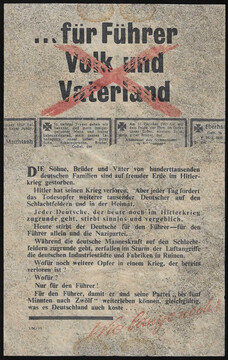 ...für Führer
Volk und
Vaterland
DIE Söhne, Brüder und Väter von hunderttausenden
deutschen Familien sind auf fremder Erde im Hitler-
krieg gestorben.
Hitler hat seinen Krieg verloren. Aber jeder Tag fordert
das Todesopfer weiterer tausender Deutscher auf den
Schlachtfeldern und in der Heimat.
Jeder Deutsche, der heute noch im Hitlerkrieg
zugrunde geht, stirbt sinnlos und vergeblich.
Heute stirbt der Deutsche für den Führer—für den
Führer allein und die Nazipartei.
Während die deutsche Mannschaft auf den Schlacht-
feldern zugrunde geht, zerfallen im Sturm der Luftangriffe
die deutschen Industriestädte und Fabriken in Ruinen.
Wofür noch weitere Opfer in einem Krieg, der bereits
verloren ist?
Wofür?
Nur für den Führer!
Für den Führer, damit er und seine Partei „bis fünf
Minuten nach Zwölf“ weiterleben können, gleichgültig,
was es Deutschland auch koste.